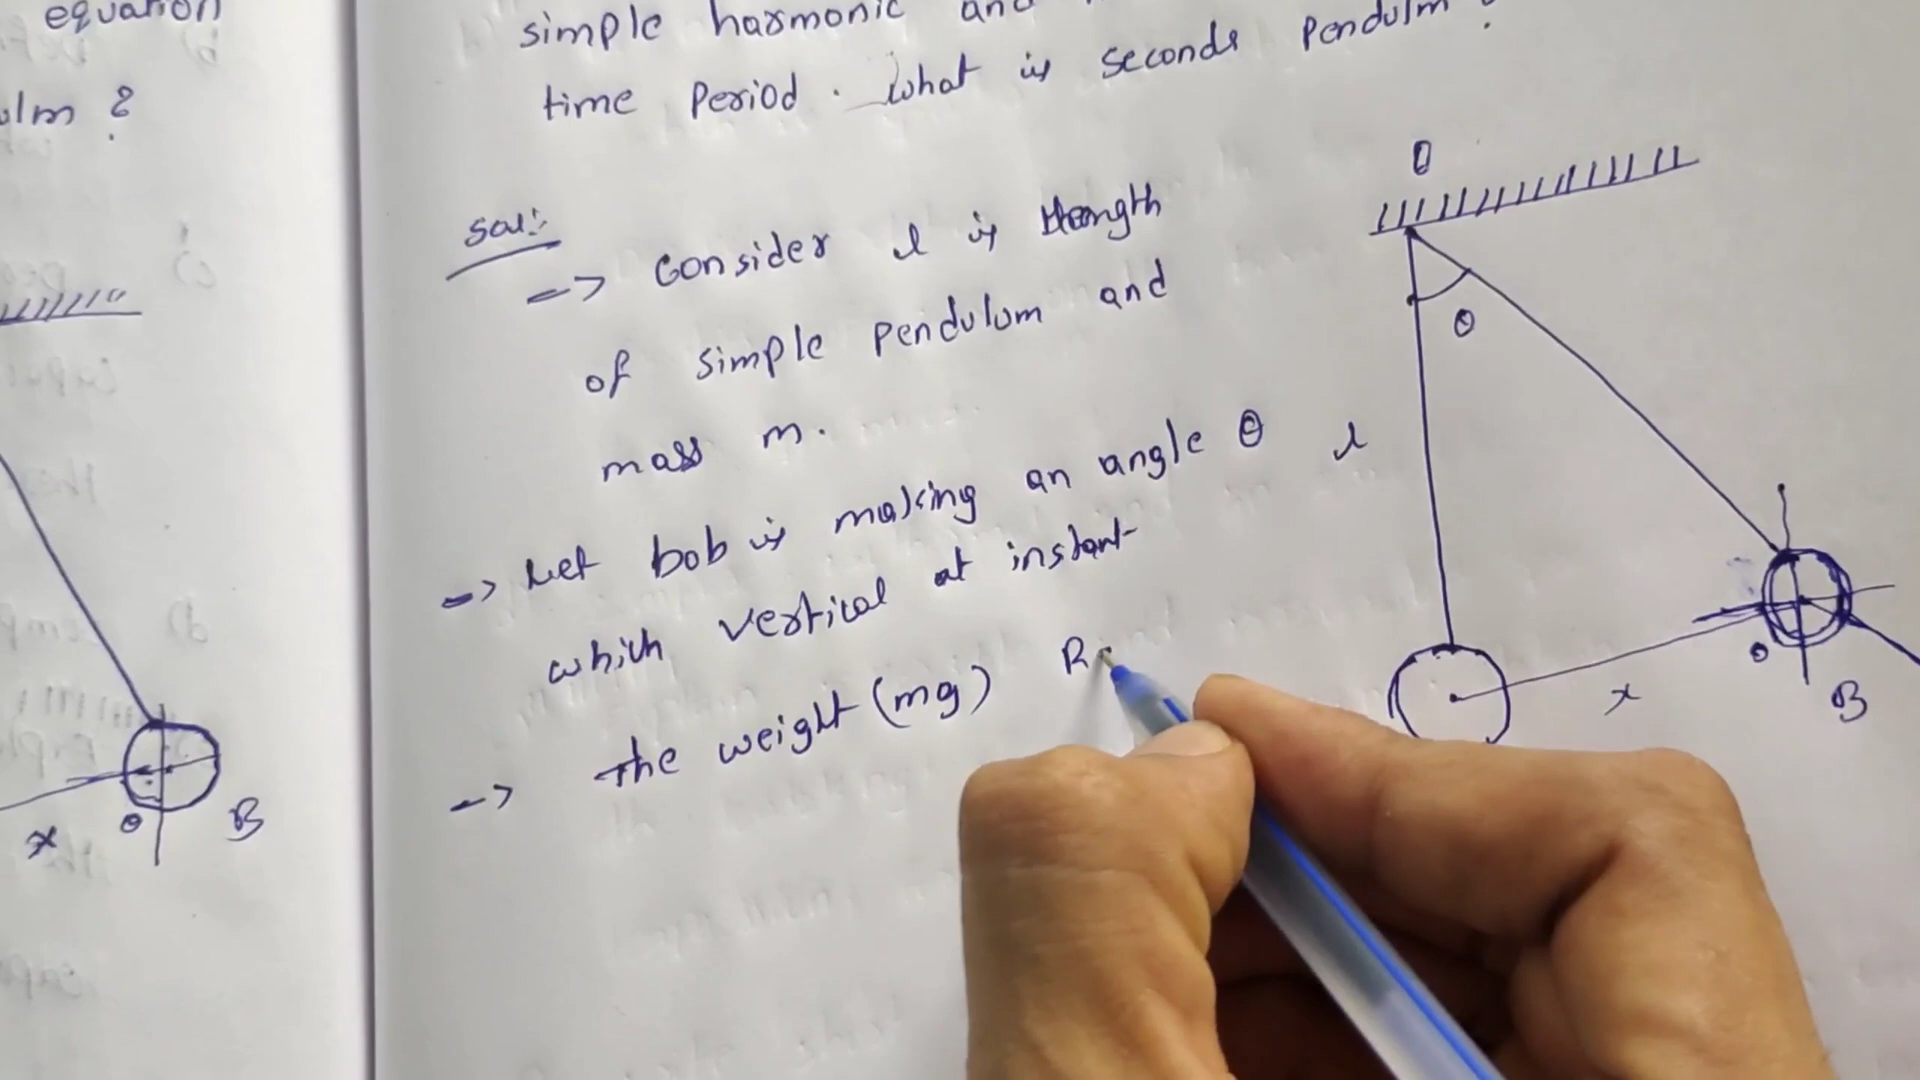 equation
?
simple harmonic and
time Period. What is seconds Pendulm ?
Sol:-
-> Consider l is length
of simple pendulum and
mass m.
-> Let bob is making an angle θ
which vertical at instant
-> The weight (mg) R
O
θ
l
x
θ
B
x
θ
B